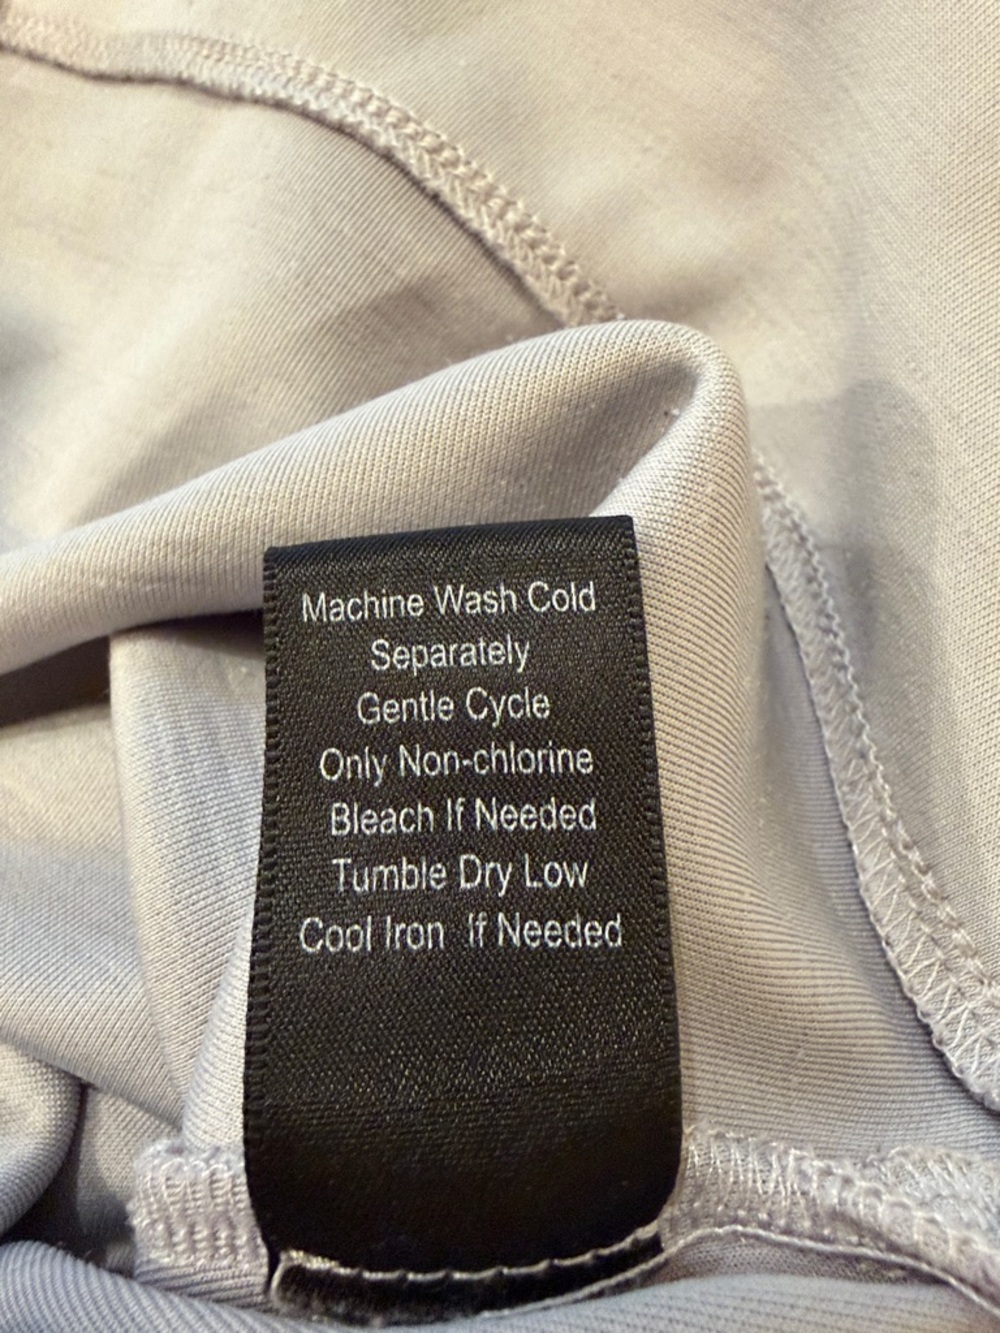 Machine Wash Cold
Separately
Gentle Cycle
Only Non-chlorine
Bleach If Needed
Tumble Dry Low
Cool Iron If Needed